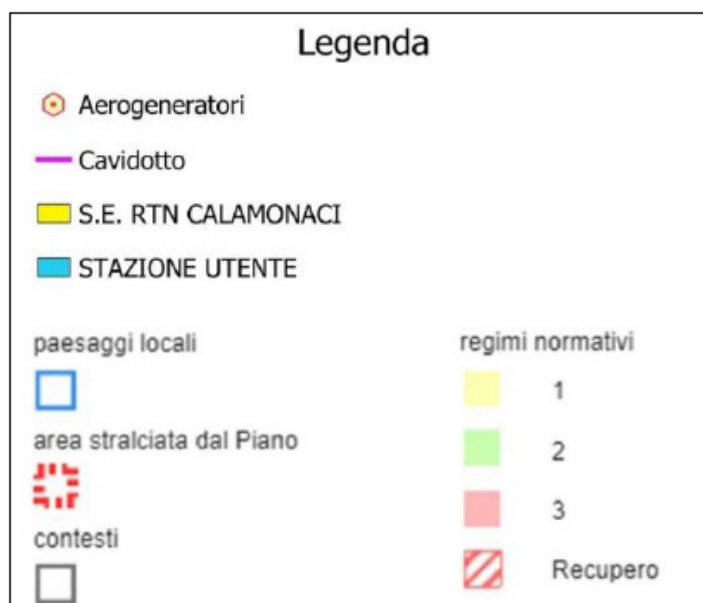 Legenda
Aerogeneratori
Cavidotto
S.E. RTN CALAMONACI
STAZIONE UTENTE
paesaggi locali
area stralciata dal Piano
contesti
regimi normativi
1
2
3
Recupero